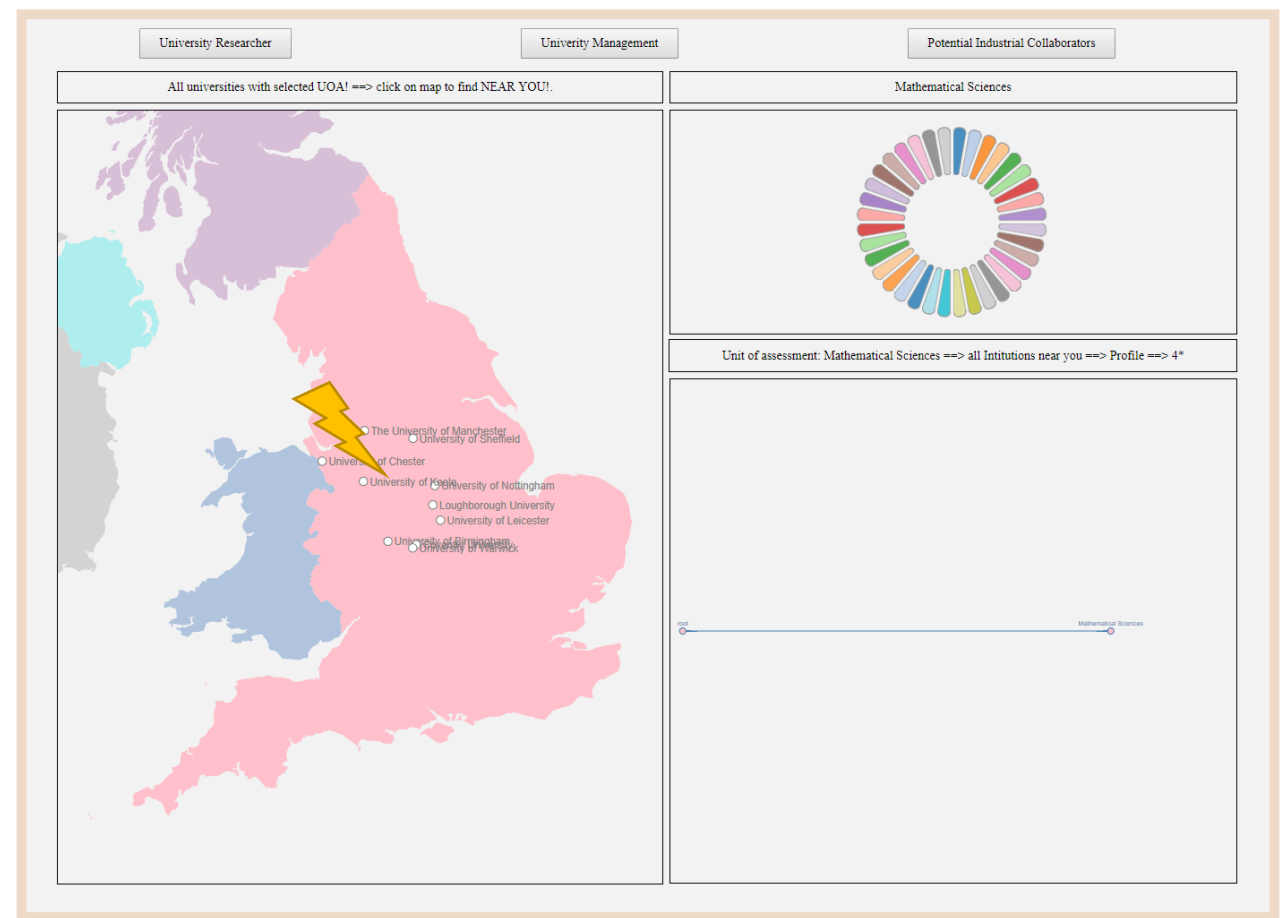 University Researcher
Univerity Management
Potential Industrial Collaborators
All universities with selected UOA! ==> click on map to find NEAR YOU!.
Mathematical Sciences
Unit of assessment: Mathematical Sciences ==> all Intitutions near you ==> Profile ==> 4*
The University of Manchester
University of Sheffield
University of Chester
University of Keele
University of Nottingham
Loughborough University
University of Leicester
University of Birmingham
Coventry University
University of Warwick
root
Mathematical Sciences